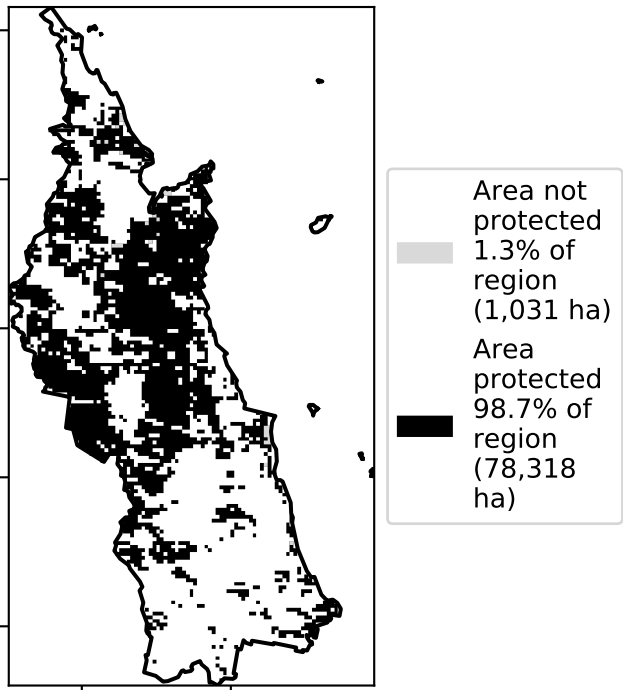 Area not
protected
1.3% of
region
(1,031 ha)
Area
protected
98.7% of
region
(78,318
ha)